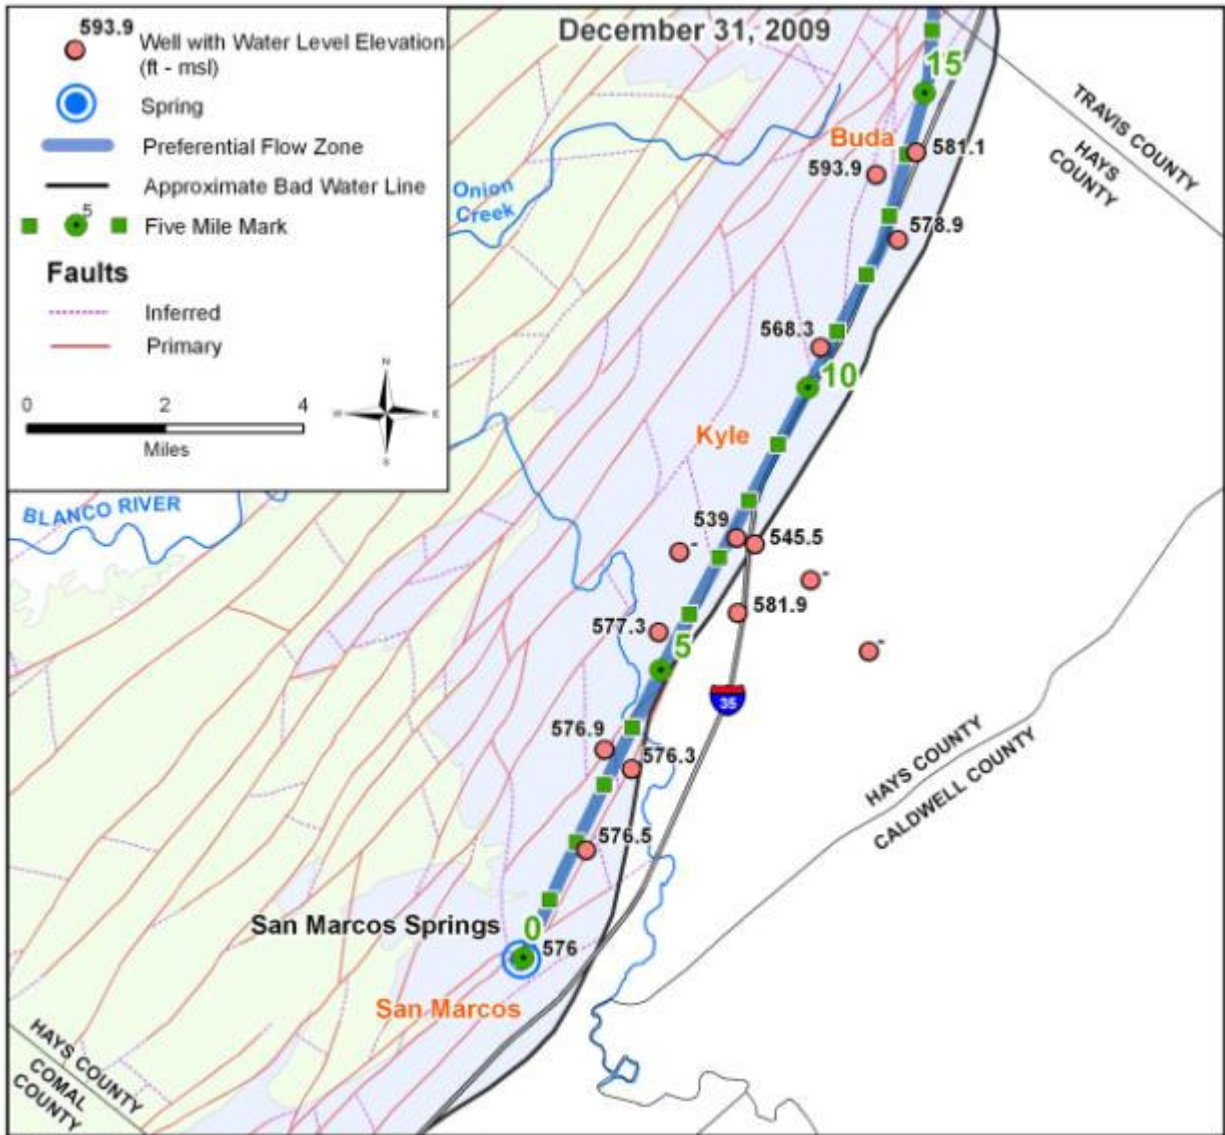 December 31, 2009
593.9
Well with Water Level Elevation
(ft - msl)
Spring
Preferential Flow Zone
Approximate Bad Water Line
5
Five Mile Mark
Faults
Inferred
Primary
0 2 4
Miles
N
W E
S
15
TRAVIS COUNTY
HAYS
COUNTY
Buda
581.1
593.9
Onion
Creek
578.9
568.3
10
Kyle
BLANCO RIVER
539
545.5
-
-
581.9
577.3
5
-
35
576.9
576.3
HAYS COUNTY
CALDWELL COUNTY
576.5
San Marcos Springs
0
576
San Marcos
HAYS COUNTY
COMAL
COUNTY